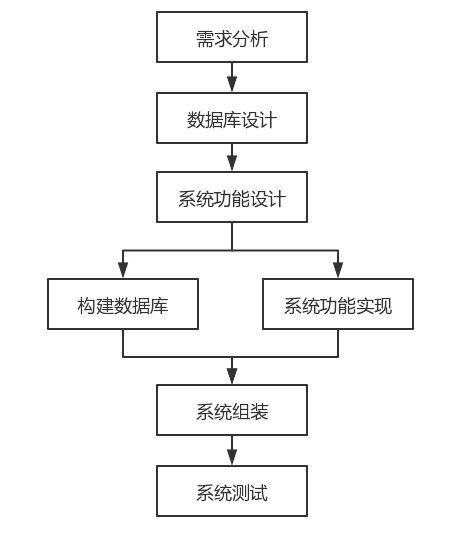 需求分析
数据库设计
系统功能设计
构建数据库
系统功能实现
系统组装
系统测试